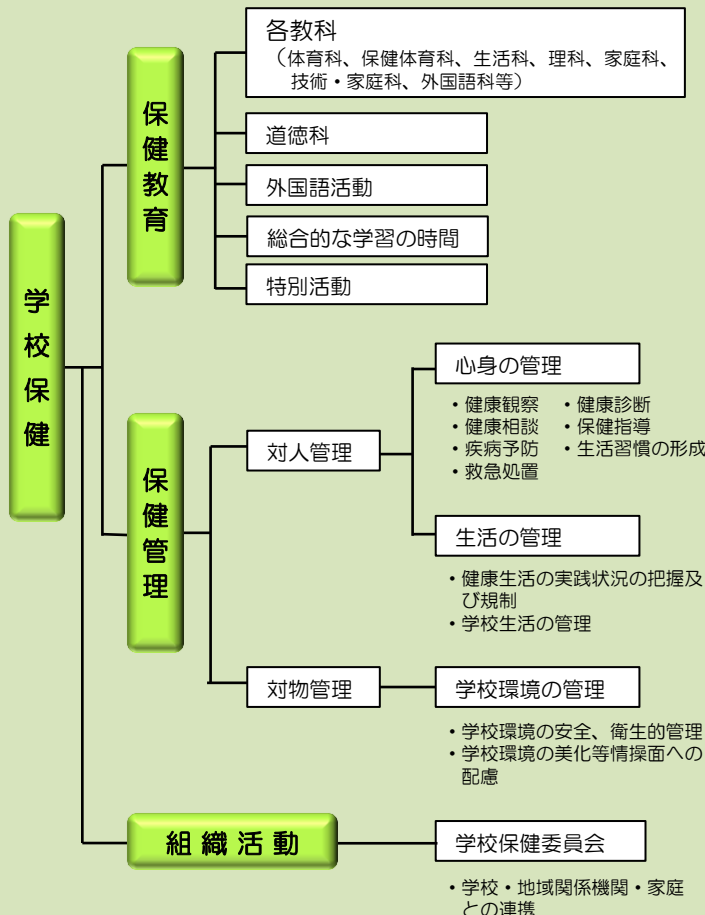 学校保健
保健教育
各教科
(体育科、保健体育科、生活科、理科、家庭科、
技術・家庭科、外国語科等)
道徳科
外国語活動
総合的な学習の時間
特別活動
保健管理
対人管理
心身の管理
・健康観察 ・健康診断
・健康相談 ・保健指導
・疾病予防 ・生活習慣の形成
・救急処置
生活の管理
・健康生活の実践状況の把握及
び規制
・学校生活の管理
対物管理
学校環境の管理
・学校環境の安全、衛生的管理
・学校環境の美化等情操面への
配慮
組織活動
学校保健委員会
・学校・地域関係機関・家庭
との連携